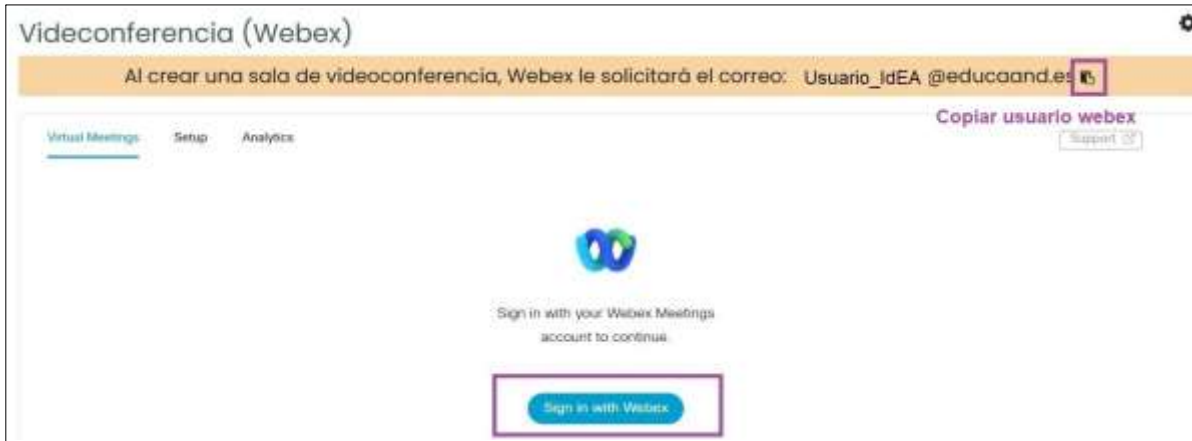 Videconferencia (Webex)
Al crear una sala de videoconferencia, Webex le solicitará el correo: Usuario_IdEA @educaand.es
Copiar usuario webex
Virtual Meetings Setup Analytics Support
Sign in with your Webex Meetings
account to continue.
Sign in with Webex